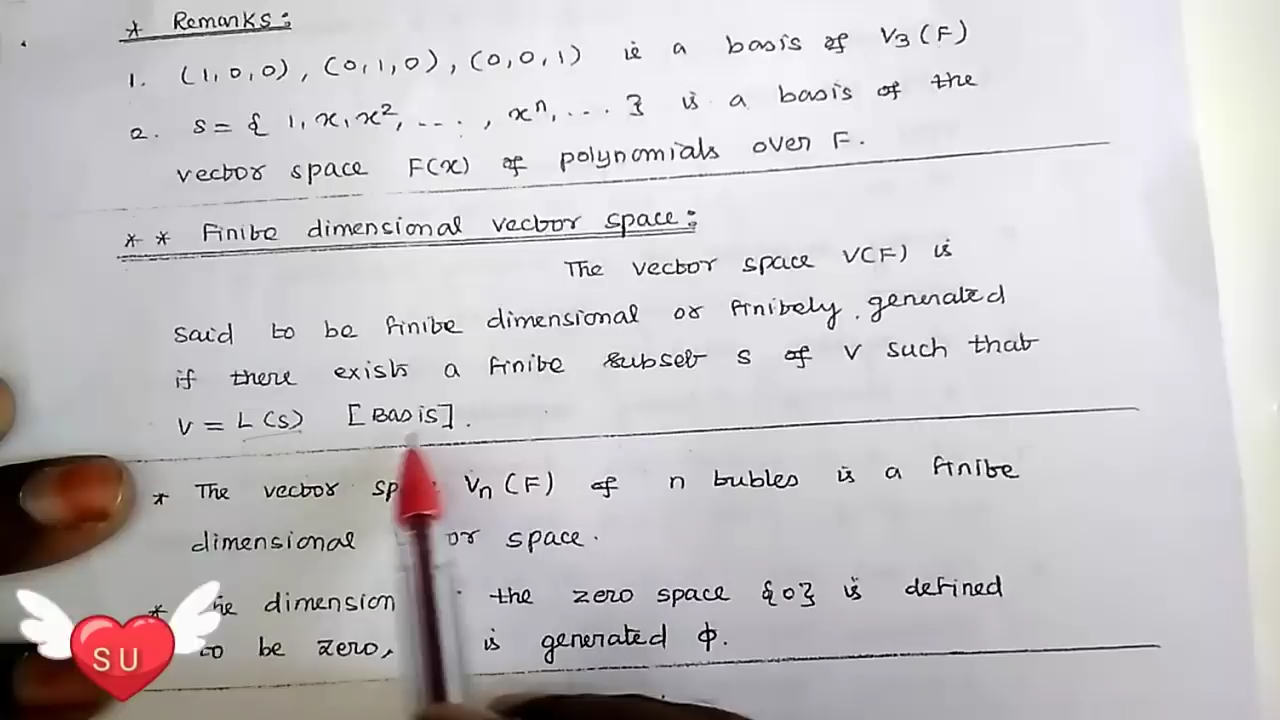 * Remarks:
1. (1,0,0), (0,1,0), (0,0,1) is a basis of V₃(F)
2. S = { 1, x, x², ...., xⁿ, .... } is a basis of the
vector space F(x) of polynomials over F.
** Finite dimensional vector space:
The vector space V(F) is
said to be finite dimensional or finitely generated
if there exists a finite subset S of V such that
V = L(S) [Basis].
* The vector Vₙ(F) of n tuples is a finite
dimensional space.
* dimension the zero space {0} is defined
to be zero, is generated ϕ.
SU